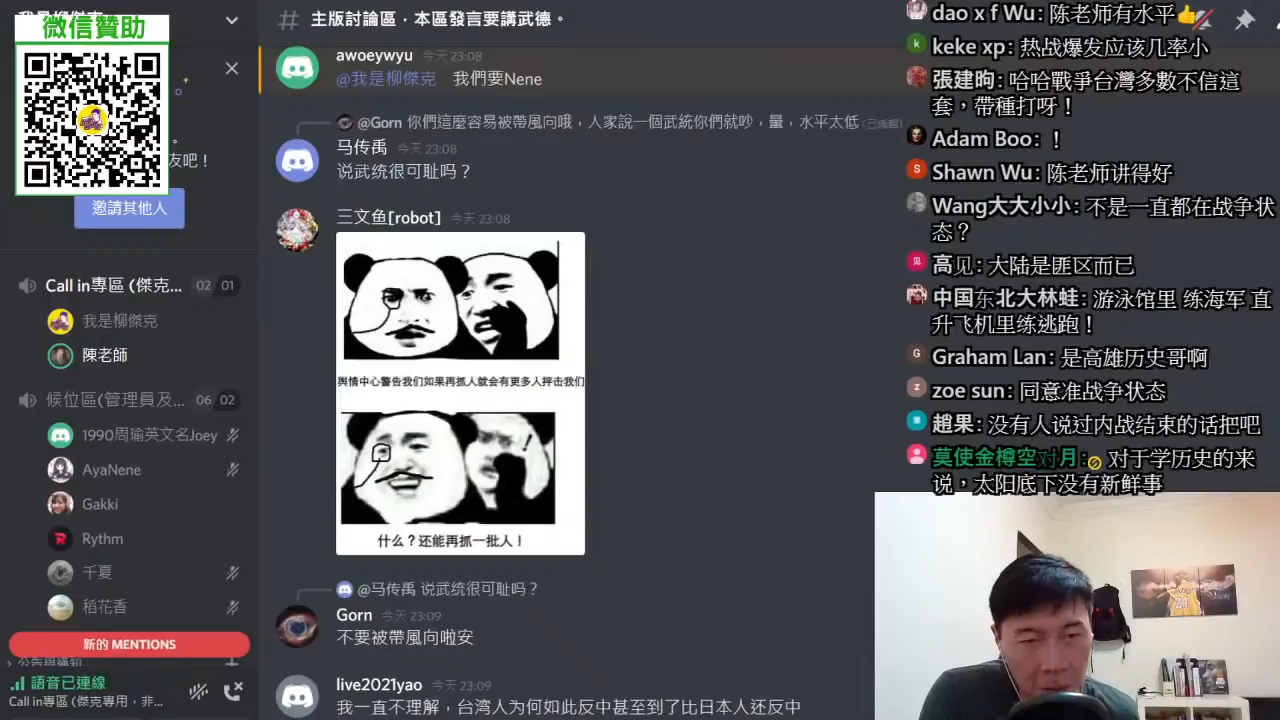 微信贊助
友吧！
邀請其他人
Call in專區 (傑克... 02 01
我是柳傑克
陳老師
候位區(管理員及... 06 02
1990周瑜英文名Joey
AyaNene
Gakki
Rythm
千夏
稻花香
新的 MENTIONS
語音已連線
Call in專區 (傑克專用，非...
# 主版討論區，本區發言要講武德。
awoeywyu 今天 23:08
@我是柳傑克 我們要Nene
@Gorn 你們這麼容易被帶風向哦，人家說一個武統你們就吵，暈，水平太低 (已編輯)
马传禹 今天 23:08
说武统很可耻吗？
三文鱼[robot] 今天 23:08
舆情中心警告我们如果再抓人就会有更多人抨击我们
什么？还能再抓一批人！
@马传禹 说武统很可耻吗？
Gorn 今天 23:09
不要被帶風向啦安
live2021yao 今天 23:09
我一直不理解，台湾人为何如此反中甚至到了比日本人还反中
dao x f Wu: 陈老师有水平👍
keke xp: 热战爆发应该几率小
張建昫: 哈哈戰爭台灣多數不信這
套，帶種打呀！
Adam Boo: ！
Shawn Wu: 陈老师讲得好
Wang大大小小: 不是一直都在战争状
态？
高见: 大陆是匪区而已
中国东北大林蛙: 游泳馆里 练海军 直
升飞机里练逃跑！
Graham Lan: 是高雄历史哥啊
zoe sun: 同意准战争状态
趙果: 没有人说过内战结束的话把吧
莫使金樽空对月: 对于学历史的来
说，太阳底下没有新鲜事